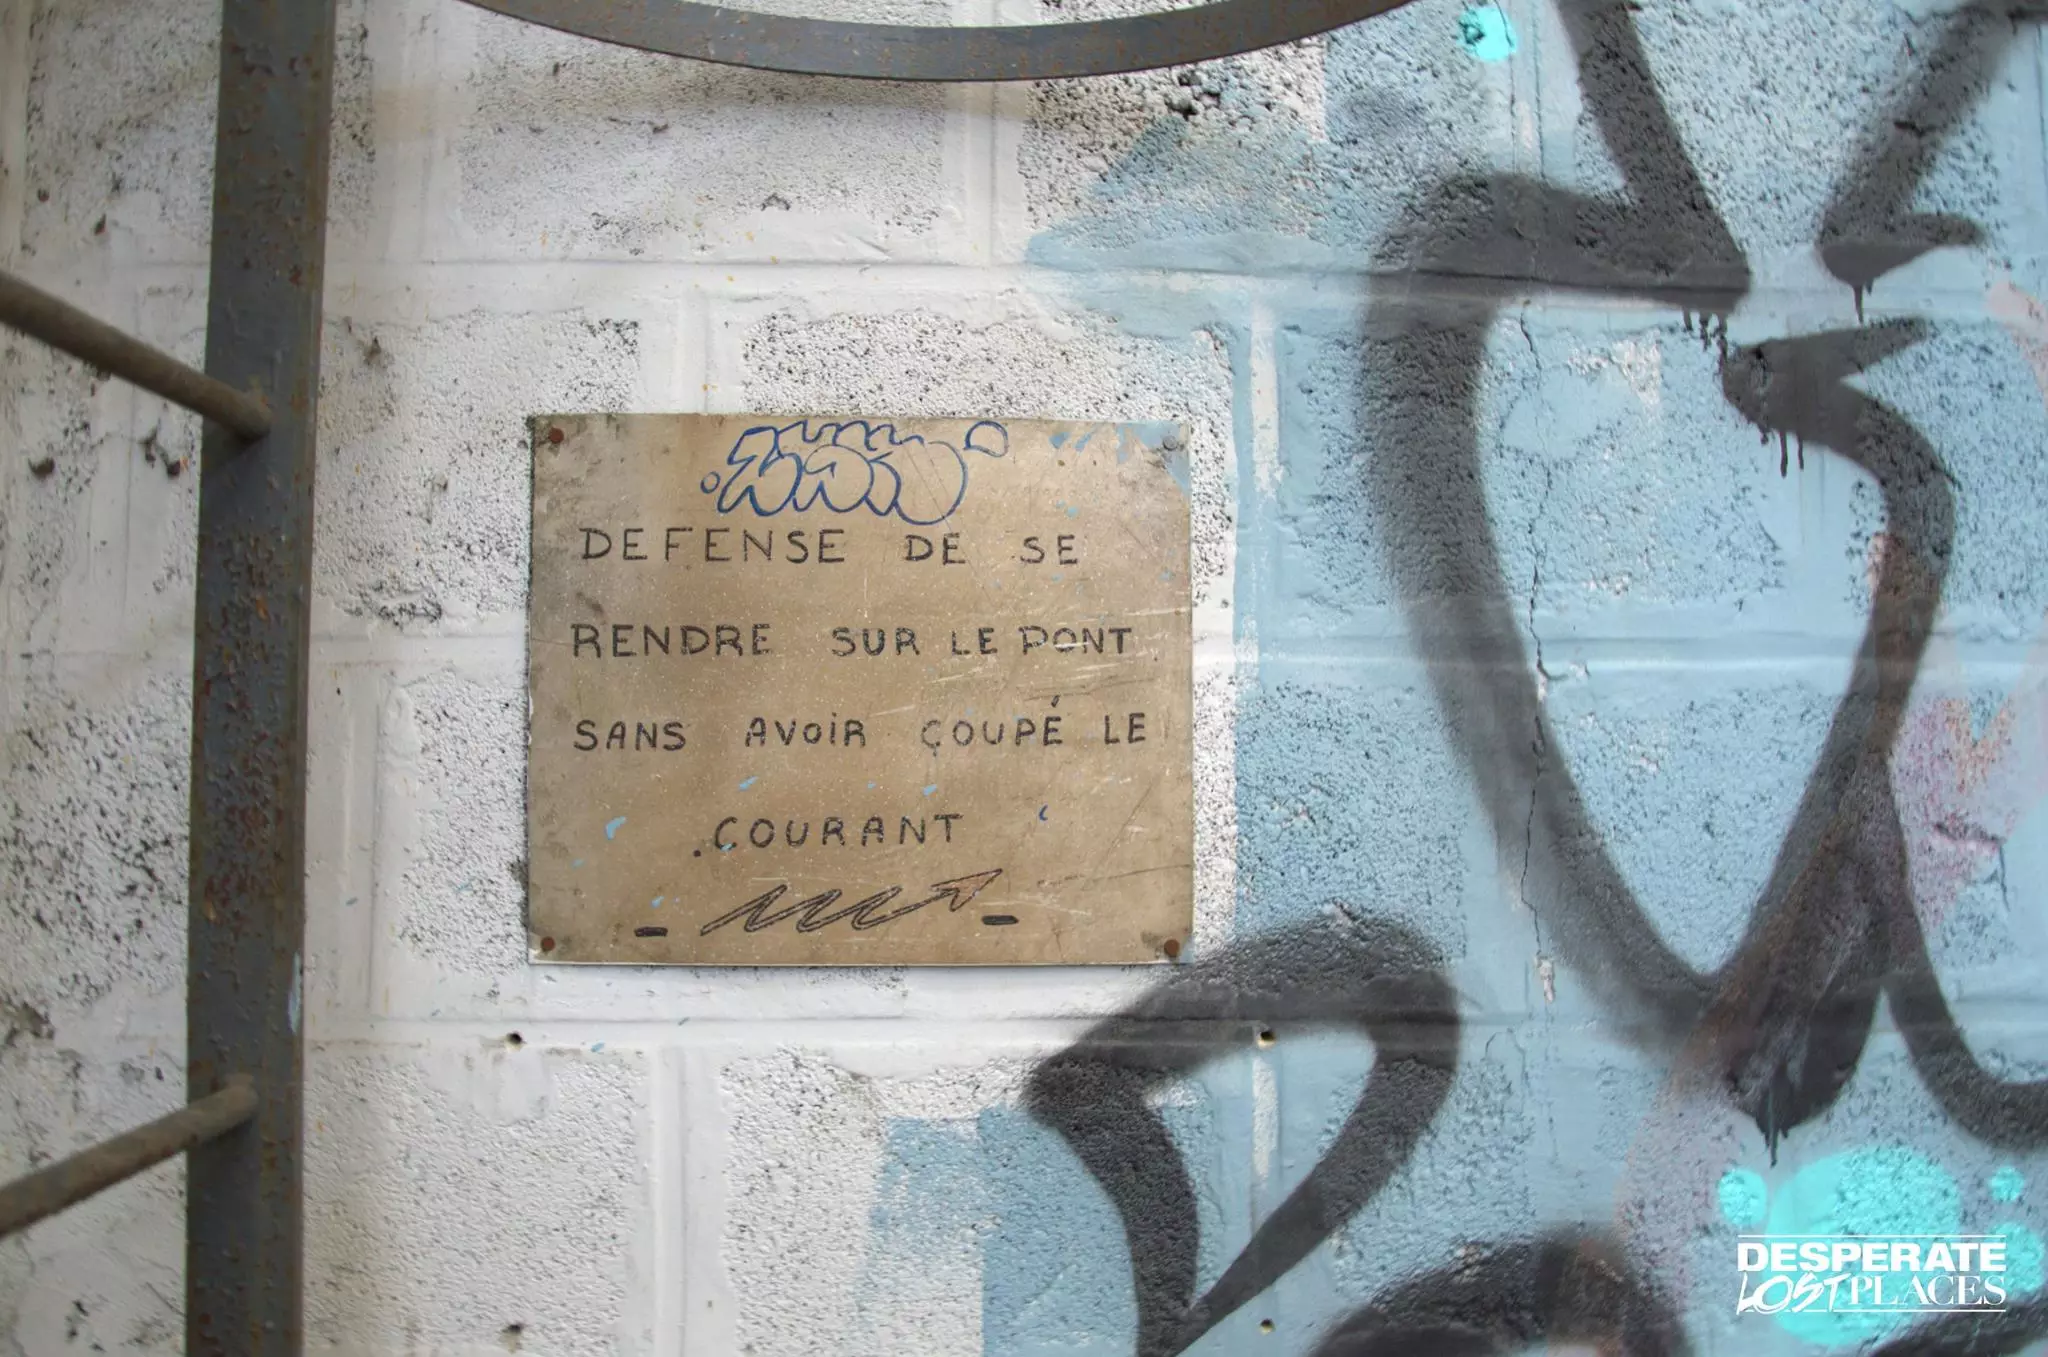 DEFENSE DE SE
RENDRE SUR LE PONT
SANS AVOiR COUPÉ LE
COURANT
DESPERATE
LOST PLACES